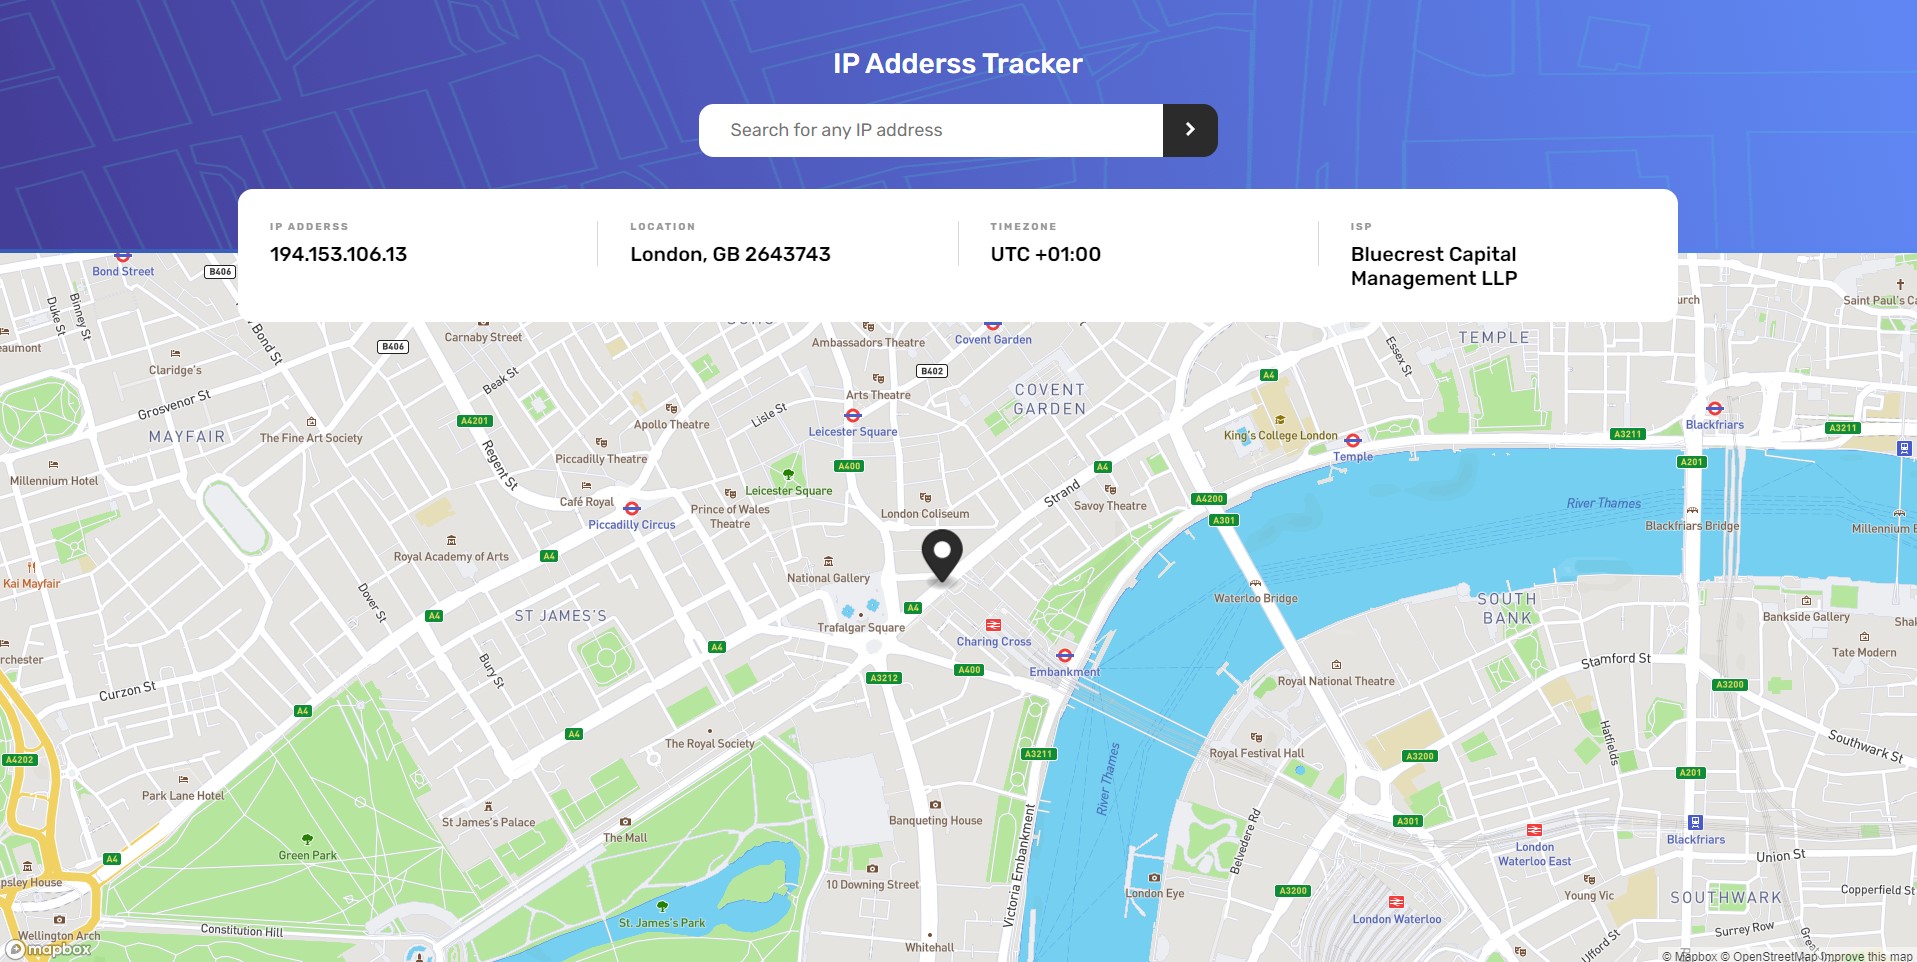 IP Adderss Tracker
Search for any IP address
IP ADDERSS
194.153.106.13
LOCATION
London, GB 2643743
TIMEZONE
UTC +01:00
ISP
Bluecrest Capital
Management LLP
Bond Street
B406
Duke St
Binney St
Bond St
Carnaby Street
B406
Ambassadors Theatre
Covent Garden
TEMPLE
Essex St
Saint Paul's Ca
urch
aumont
Claridge's
Beak St
B402
A4
Grosvenor St
Arts Theatre
COVENT
GARDEN
MAYFAIR
The Fine Art Society
A4201
Apollo Theatre
Lisle St
Leicester Square
King's College London
Temple
A3211
Blackfriars
A3211
Regent St
Piccadilly Theatre
A400
A4
A201
Millennium Hotel
Café Royal
Leicester Square
Strand
Savoy Theatre
A4200
River Thames
Piccadilly Circus
Prince of Wales
Theatre
London Coliseum
A301
Blackfriars Bridge
Millennium B
Royal Academy of Arts
A4
Kai Mayfair
National Gallery
Dover St
Waterloo Bridge
SOUTH
BANK
A4
ST JAMES'S
A4
Trafalgar Square
Charing Cross
Bankside Gallery
Shak
Tate Modern
rchester
A4
Bury St
Curzon St
A400
Embankment
A3212
Royal National Theatre
Stamford St
A3200
A4
A4
The Royal Society
A3211
Royal Festival Hall
A3200
Hatfields
Southwark St
A4202
River Thames
A201
Park Lane Hotel
St James's Palace
The Mall
Banqueting House
Belvedere Rd
A301
London
Waterloo East
Blackfriars
Green Park
A4
Victoria Embankment
Union St
psley House
10 Downing Street
London Eye
A3200
Young Vic
SOUTHWARK
Copperfield St
St. James's Park
London Waterloo
Wellington Arch
Constitution Hill
Whitehall
Ufford St
Surrey Row
Gre
mapbox
© Mapbox © OpenStreetMap Improve this map